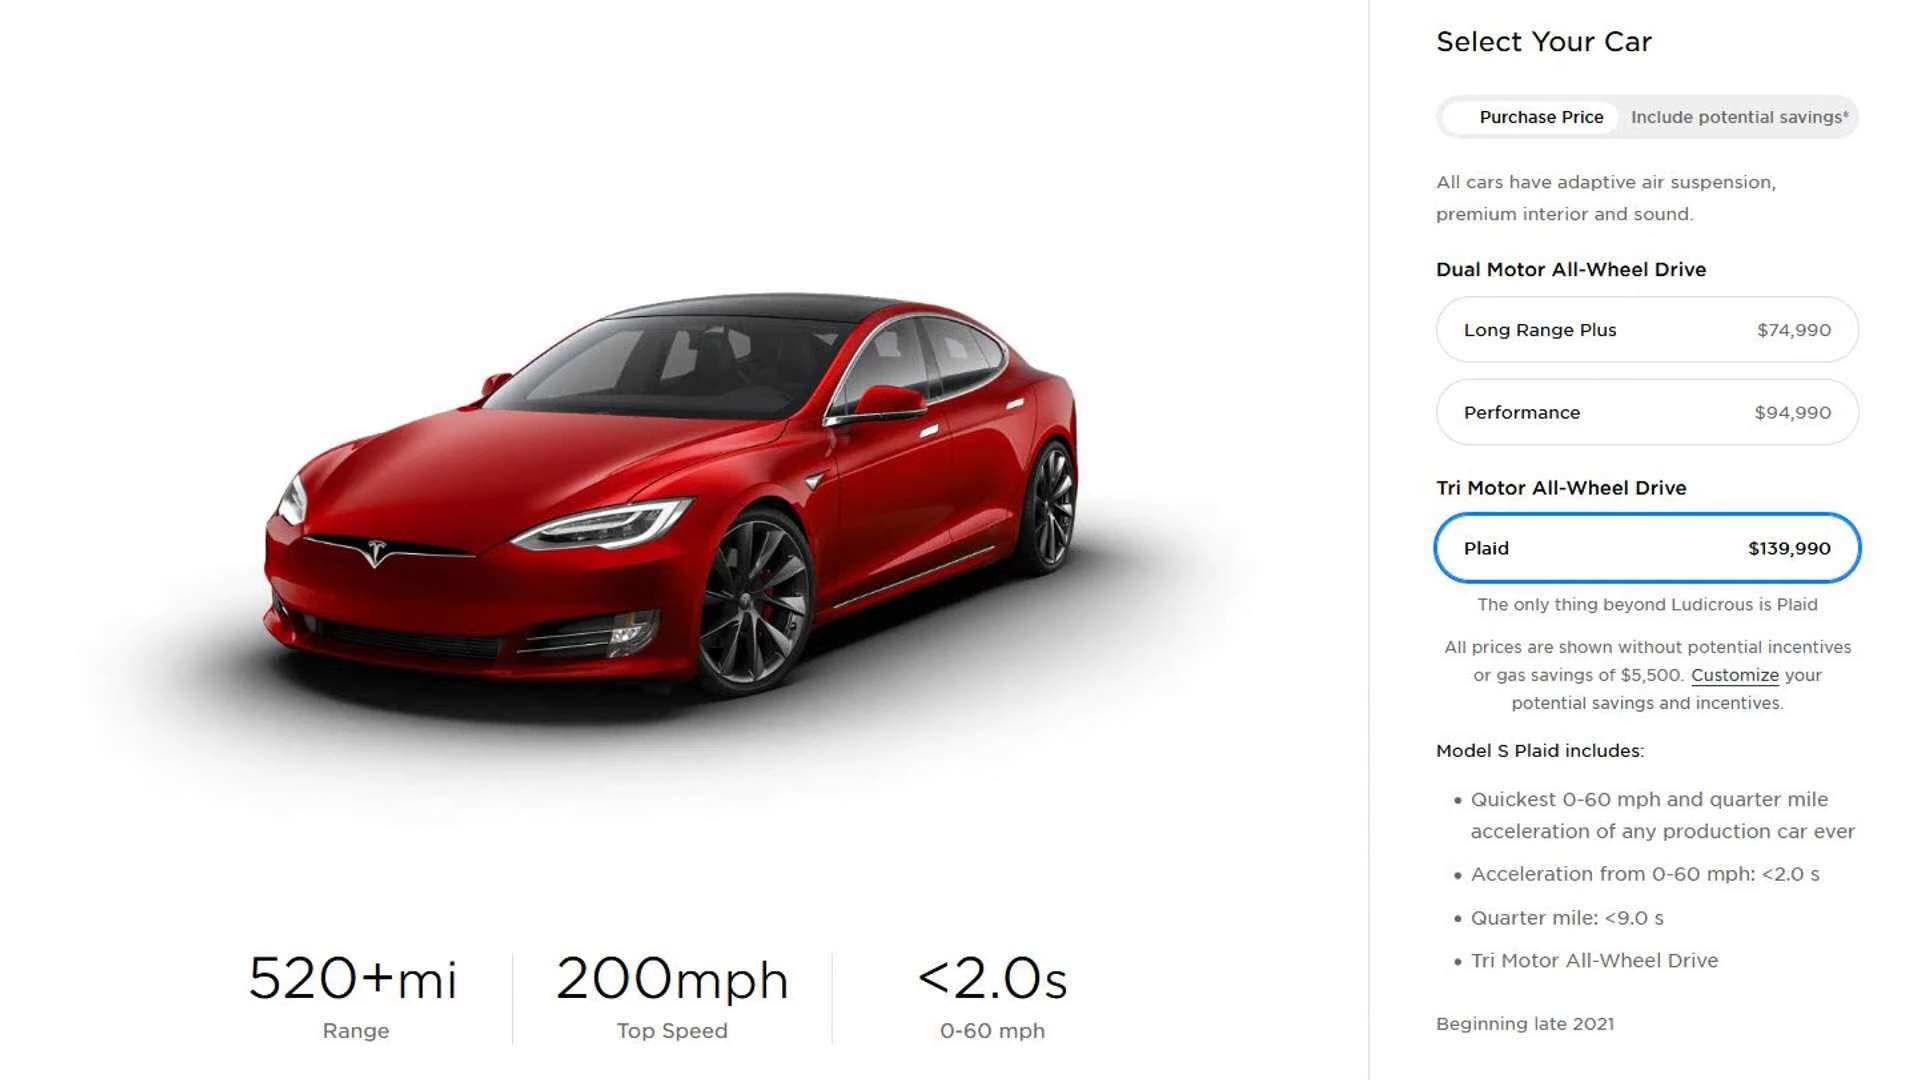 Select Your Car
Purchase Price Include potential savings*
All cars have adaptive air suspension,
premium interior and sound.
Dual Motor All-Wheel Drive
Long Range Plus $74,990
Performance $94,990
Tri Motor All-Wheel Drive
Plaid $139,990
The only thing beyond Ludicrous is Plaid
All prices are shown without potential incentives
or gas savings of $5,500. Customize your
potential savings and incentives.
Model S Plaid includes:
• Quickest 0-60 mph and quarter mile
acceleration of any production car ever
• Acceleration from 0-60 mph: <2.0 s
• Quarter mile: <9.0 s
• Tri Motor All-Wheel Drive
Beginning late 2021
520+mi 200mph <2.0s
Range Top Speed 0-60 mph